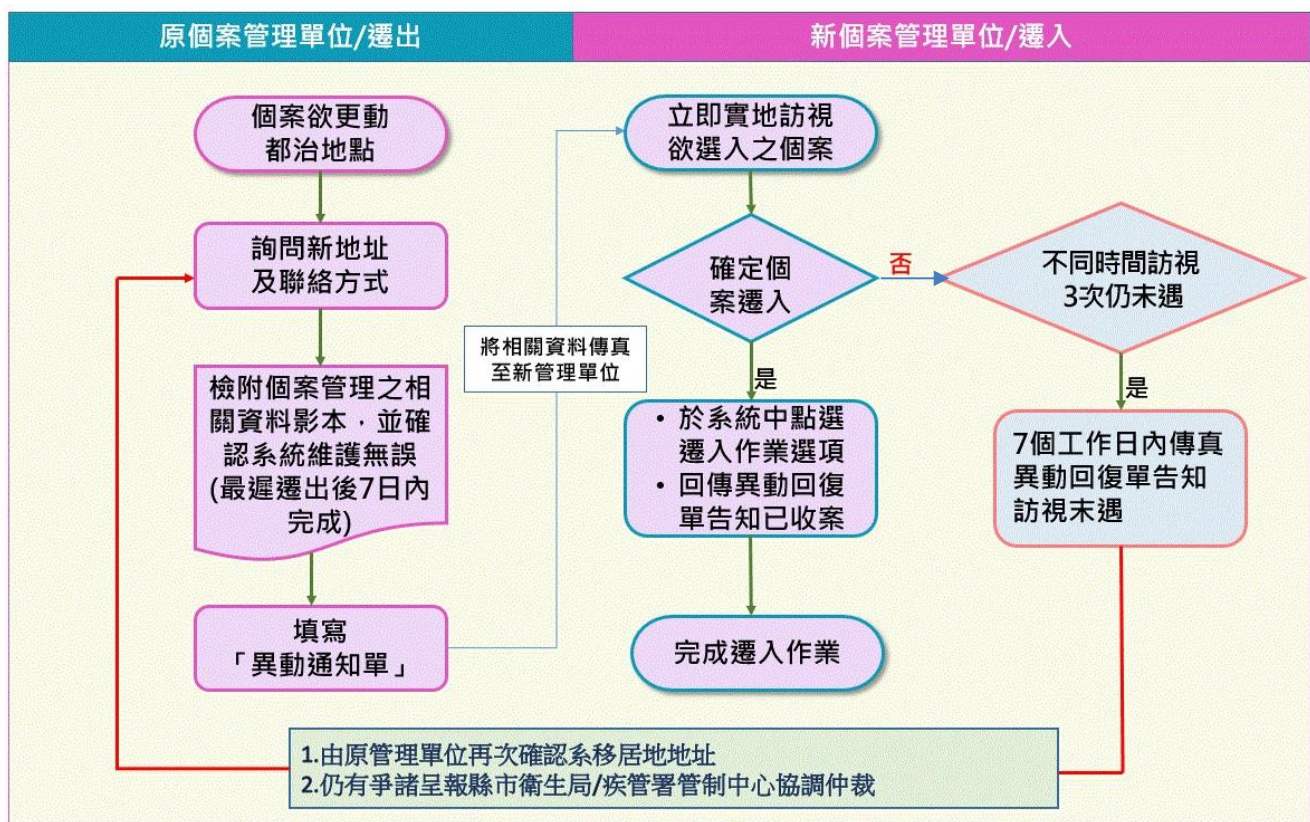 原個案管理單位/遷出
新個案管理單位/遷入
個案欲更動
都治地點
詢問新地址
及聯絡方式
檢附個案管理之相
關資料影本，並確
認系統維護無誤
(最遲遷出後7日內
完成)
填寫
「異動通知單」
將相關資料傳真
至新管理單位
立即實地訪視
欲選入之個案
確定個
案遷入
否
是
• 於系統中點選
遷入作業選項
• 回傳異動回復
單告知已收案
完成遷入作業
不同時間訪視
3次仍未遇
是
7個工作日內傳真
異動回復單告知
訪視末遇
1.由原管理單位再次確認系移居地地址
2.仍有爭諸呈報縣市衛生局/疾管署管制中心協調仲裁